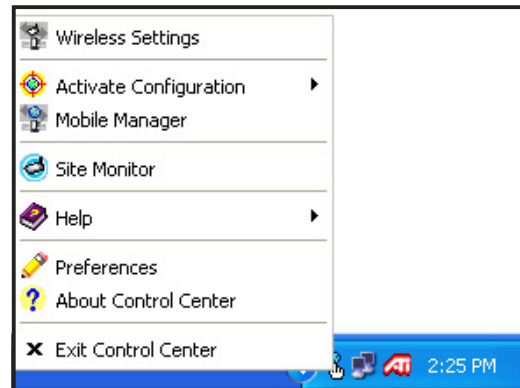 Wireless Settings
Activate Configuration
Mobile Manager
Site Monitor
Help
Preferences
About Control Center
Exit Control Center
ATI 2:25 PM